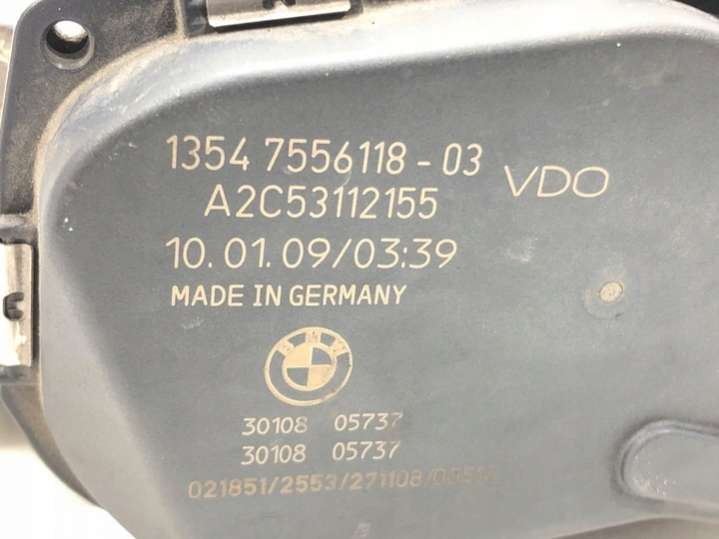 1354 7556118 - 03
VDO
A2C53112155
10.01.09/03:39
MADE IN GERMANY
BMW
30108 05737
30108 05737
021851/2553/271108/